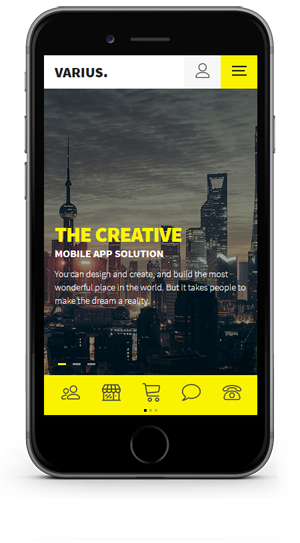 VARIUS.
THE CREATIVE
MOBILE APP SOLUTION
You can design and create, and build the most
wonderful place in the world. But it takes people to
make the dream a reality.